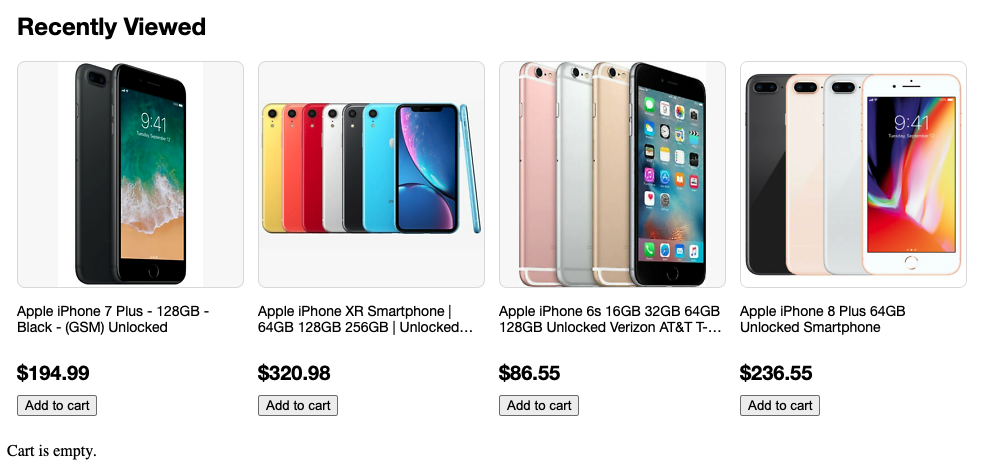 Recently Viewed
9:41
Tuesday, September 12
9:41
9:41
Apple iPhone 7 Plus - 128GB -
Black - (GSM) Unlocked
$194.99
Add to cart
Apple iPhone XR Smartphone |
64GB 128GB 256GB | Unlocked…
$320.98
Add to cart
Apple iPhone 6s 16GB 32GB 64GB
128GB Unlocked Verizon AT&T T-…
$86.55
Add to cart
Apple iPhone 8 Plus 64GB
Unlocked Smartphone
$236.55
Add to cart
Cart is empty.